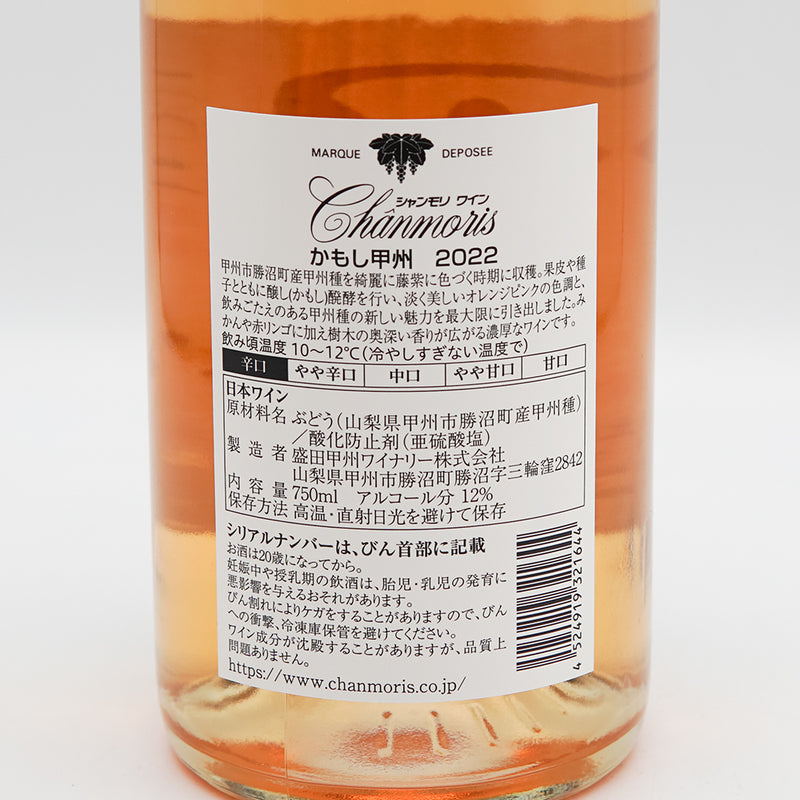 MARQUE DEPOSEE
シャンモリ ワイン
Chanmoris
かもし甲州 2022
甲州市勝沼町産甲州種を綺麗に藤紫に色づく時期に収穫。果皮や種
子とともに醸し(かもし)醗酵を行い、淡く美しいオレンジピンクの色調と、
飲みごたえのある甲州種の新しい魅力を最大限に引き出しました。み
かんや赤リンゴに加え樹木の奥深い香りが広がる濃厚なワインです。
飲み頃温度 10〜12℃(冷やしすぎない温度で)
辛口 やや辛口 中口 やや甘口 甘口
日本ワイン
原材料名 ぶどう(山梨県甲州市勝沼町産甲州種)
／酸化防止剤(亜硫酸塩)
製造者 盛田甲州ワイナリー株式会社
山梨県甲州市勝沼町勝沼字三輪窪2842
内容量 750ml アルコール分 12%
保存方法 高温・直射日光を避けて保存
シリアルナンバーは、びん首部に記載
お酒は20歳になってから。
妊娠中や授乳期の飲酒は、胎児・乳児の発育に
悪影響を与えるおそれがあります。
びん割れによりケガをすることがありますので、びん
への衝撃、冷凍庫保管を避けてください。
ワイン成分が沈殿することがありますが、品質上
問題ありません。
https://www.chanmoris.co.jp/
4 524919 321644